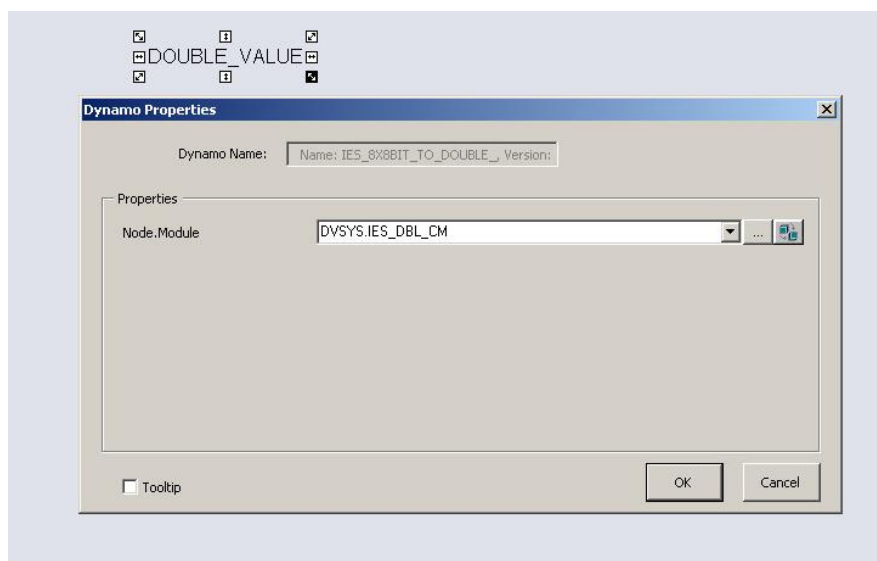 DOUBLE_VALUE
Dynamo Properties
Dynamo Name: Name: IES_8X8BIT_TO_DOUBLE_, Version:
Properties
Node.Module DVSYS.IES_DBL_CM ...
Tooltip OK Cancel